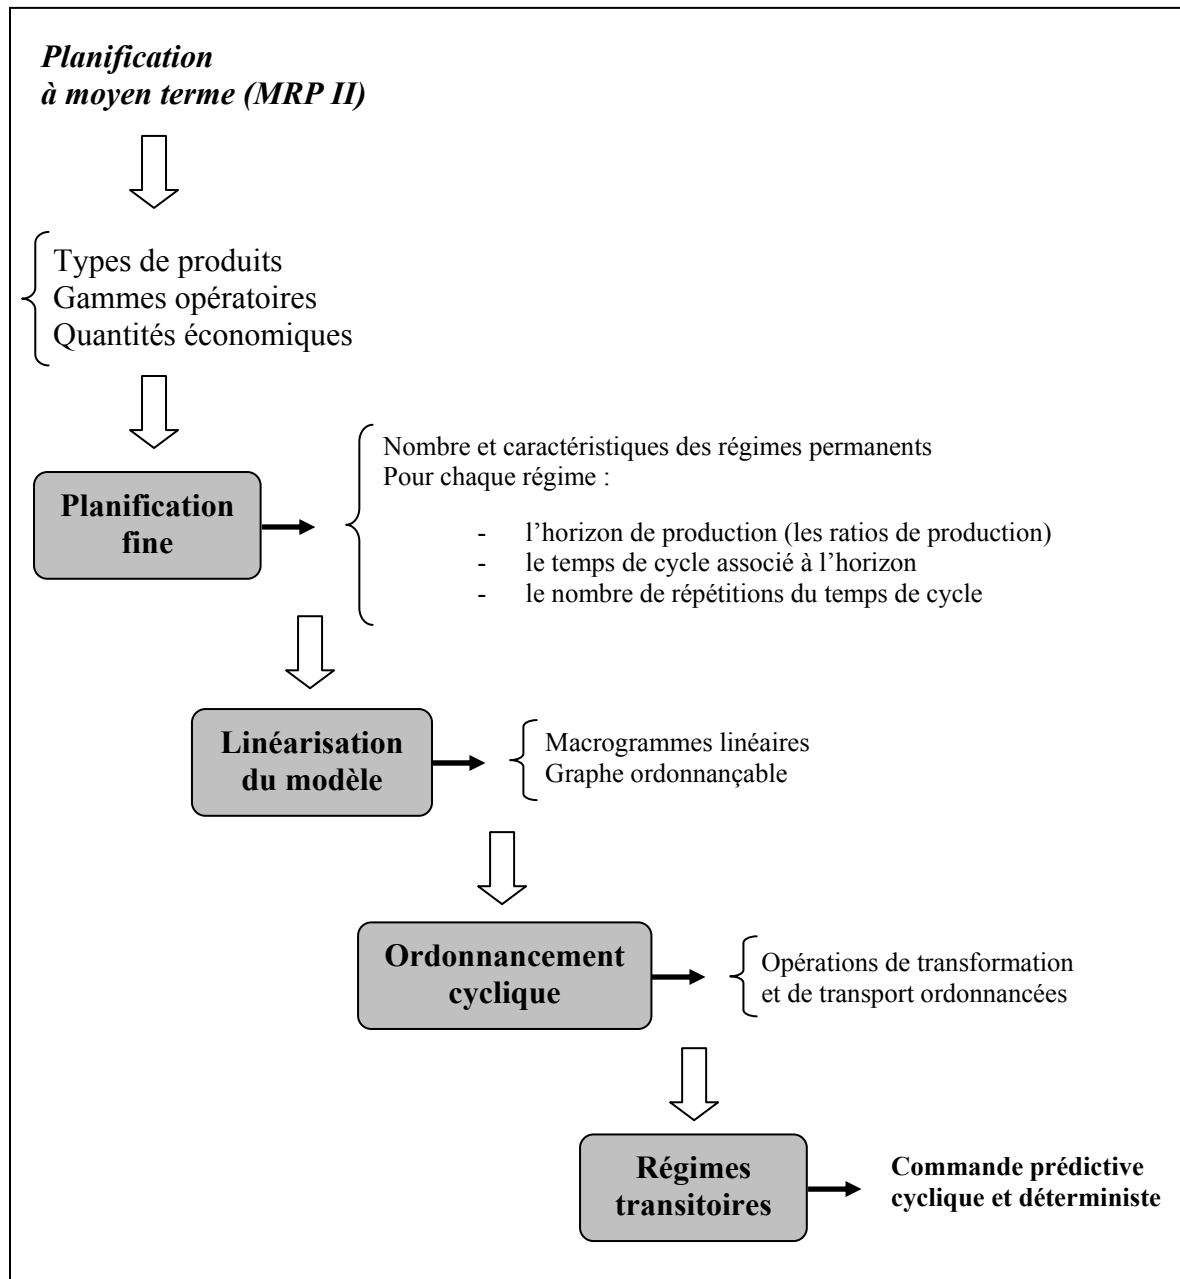 Planification
à moyen terme (MRP II)
Types de produits
Gammes opératoires
Quantités économiques
Planification
fine
Nombre et caractéristiques des régimes permanents
Pour chaque régime :
- l’horizon de production (les ratios de production)
- le temps de cycle associé à l’horizon
- le nombre de répétitions du temps de cycle
Linéarisation
du modèle
Macrogrammes linéaires
Graphe ordonnançable
Ordonnancement
cyclique
Opérations de transformation
et de transport ordonnancées
Régimes
transitoires
Commande prédictive
cyclique et déterministe